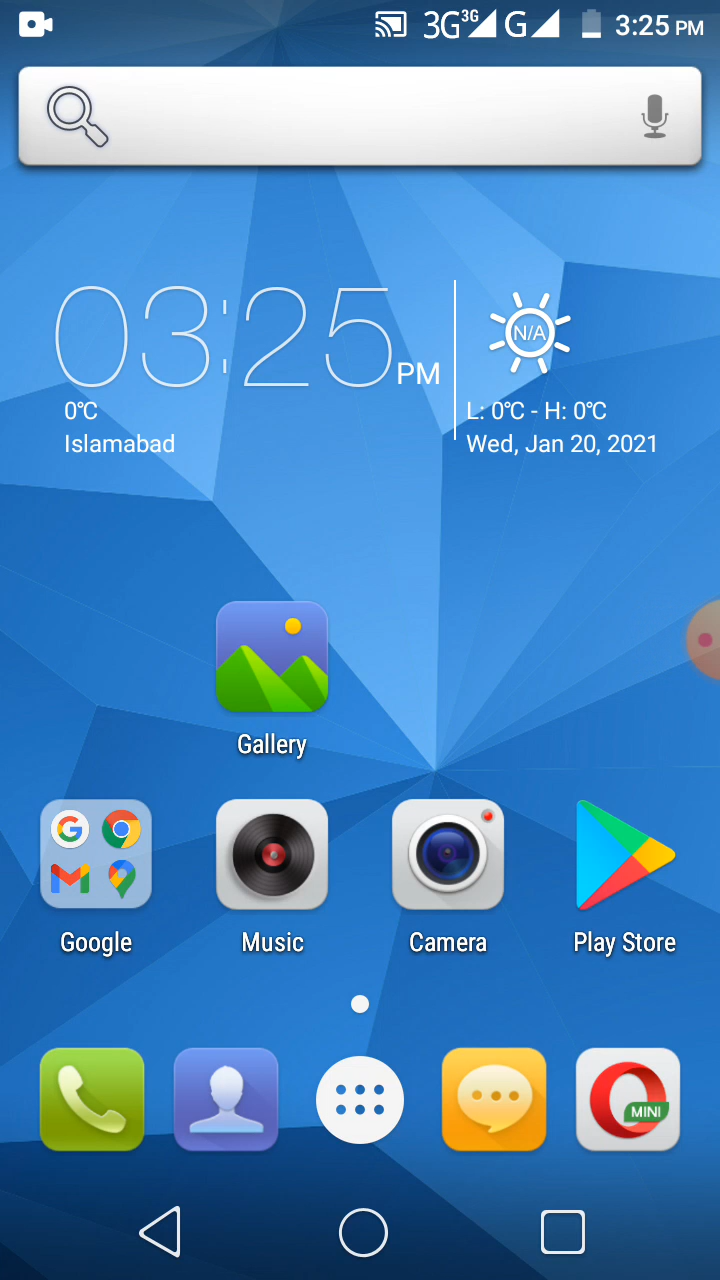 3G 3G G 3:25 PM
03:25 PM
N/A
0℃
L: 0℃ - H: 0℃
Islamabad
Wed, Jan 20, 2021
Gallery
Google
Music
Camera
Play Store
MINI